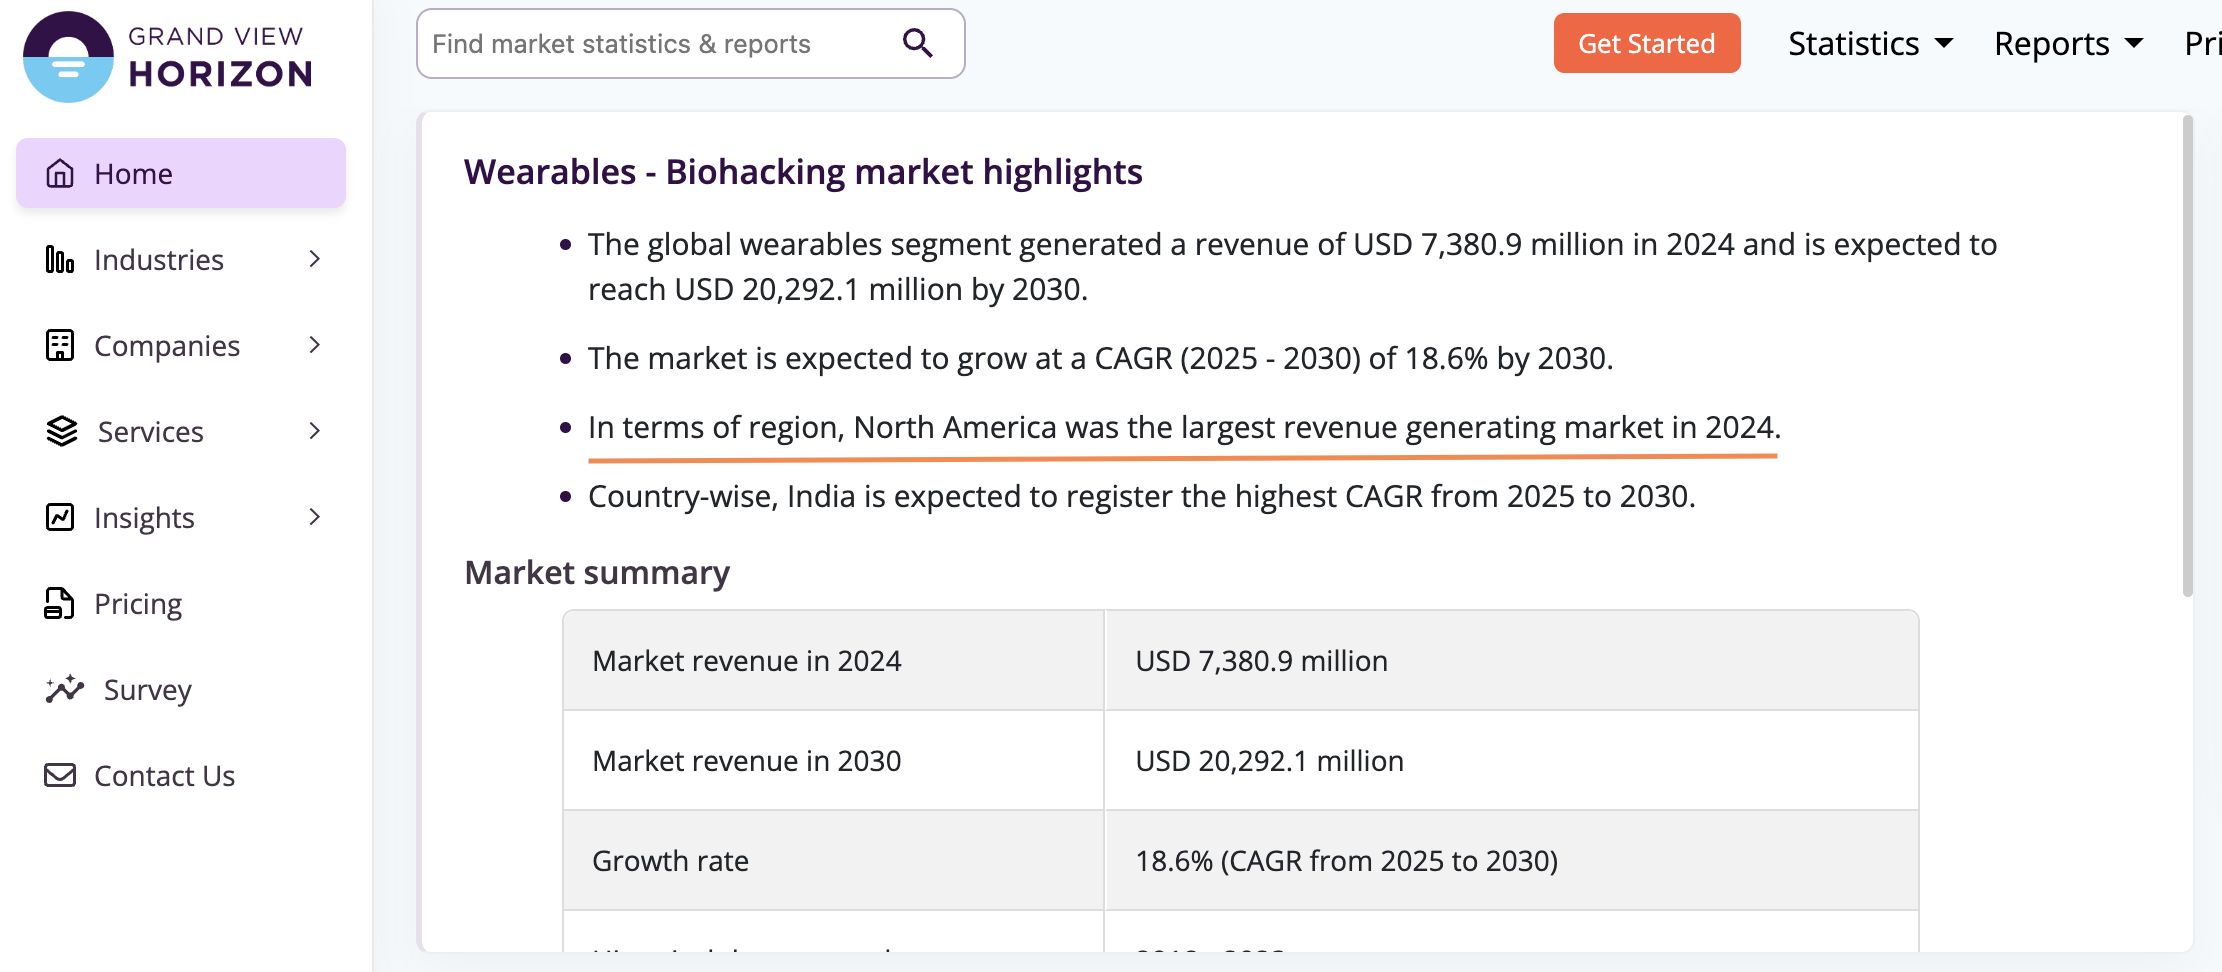 GRAND VIEW
HORIZON
Find market statistics & reports
Get Started
Statistics
Reports
Home
Industries
Companies
Services
Insights
Pricing
Survey
Contact Us
Wearables - Biohacking market highlights
The global wearables segment generated a revenue of USD 7,380.9 million in 2024 and is expected to
reach USD 20,292.1 million by 2030.
The market is expected to grow at a CAGR (2025 - 2030) of 18.6% by 2030.
In terms of region, North America was the largest revenue generating market in 2024.
Country-wise, India is expected to register the highest CAGR from 2025 to 2030.
Market summary
Market revenue in 2024
USD 7,380.9 million
Market revenue in 2030
USD 20,292.1 million
Growth rate
18.6% (CAGR from 2025 to 2030)